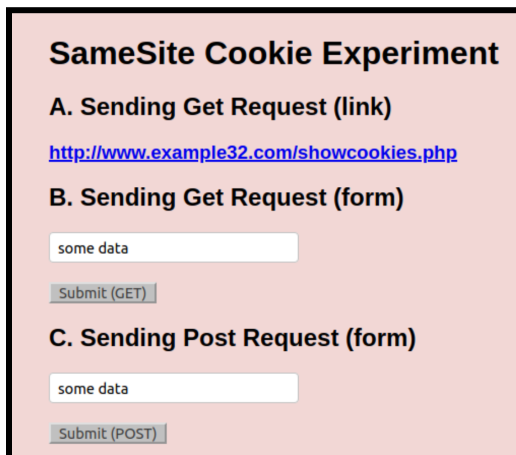 SameSite Cookie Experiment
A. Sending Get Request (link)
http://www.example32.com/showcookies.php
B. Sending Get Request (form)
some data
Submit (GET)
C. Sending Post Request (form)
some data
Submit (POST)